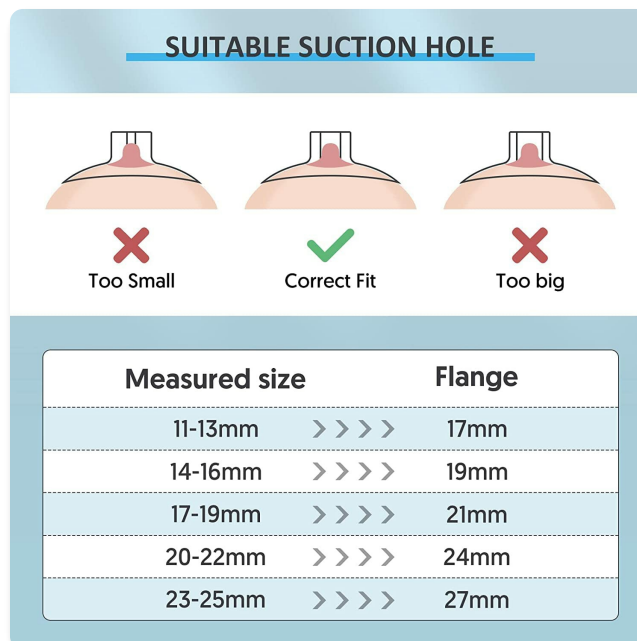 SUITABLE SUCTION HOLE
Too Small Correct Fit Too big
Measured size Flange
11-13mm 17mm
14-16mm 19mm
17-19mm 21mm
20-22mm 24mm
23-25mm 27mm